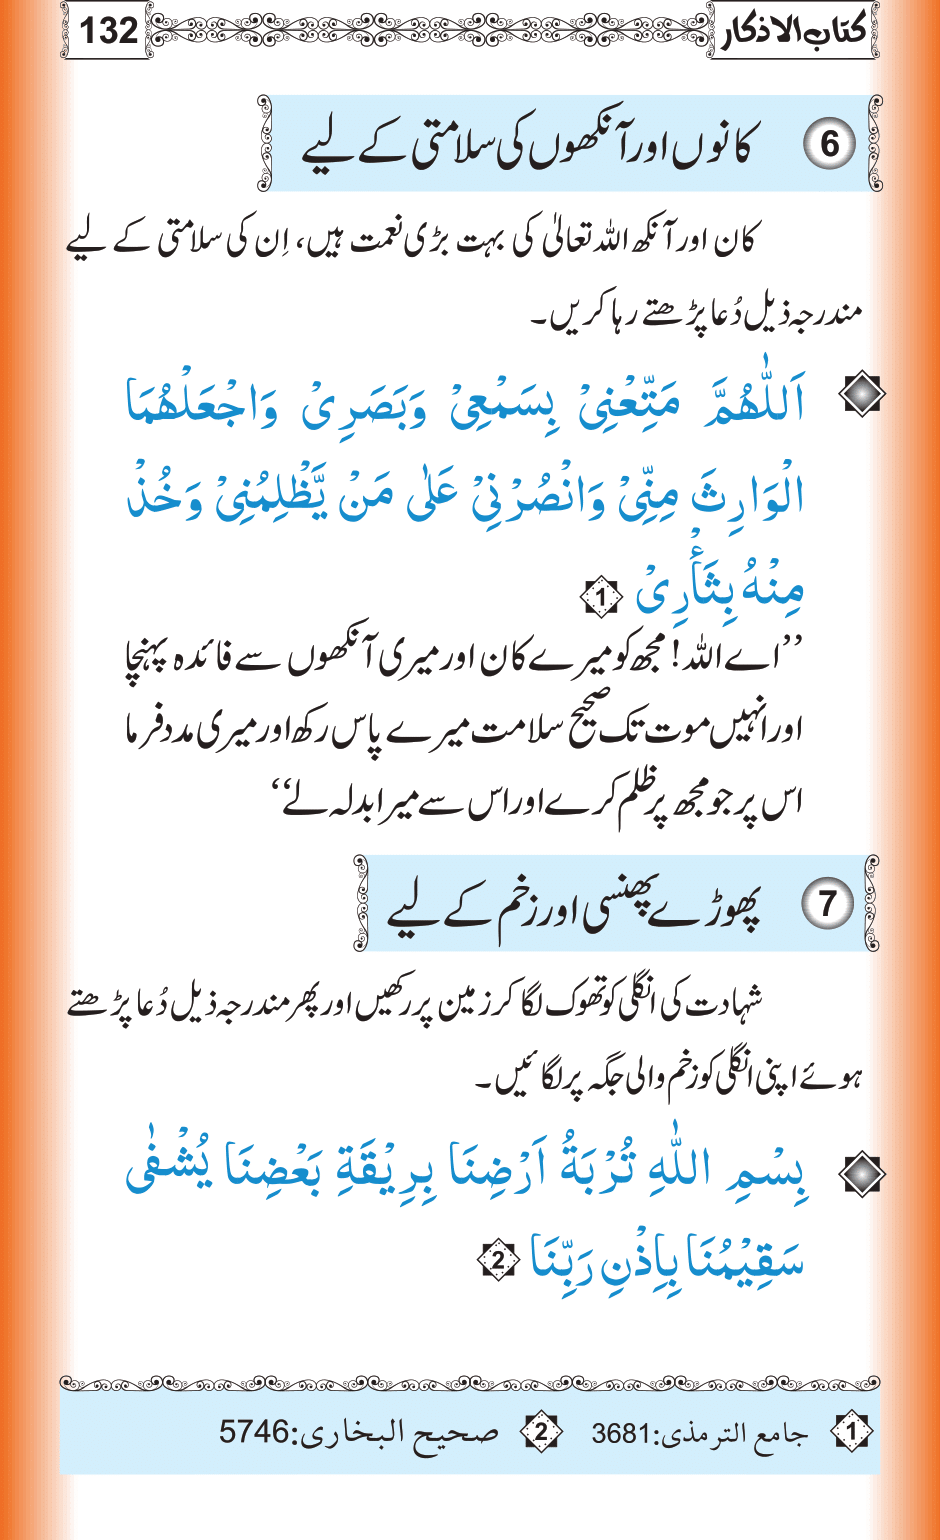 کتاب الاذکار 132
6 کانوں اور آنکھوں کی سلامتی کے لیے
کان اور آنکھ اللہ تعالیٰ کی بہت بڑی نعمت ہیں، اِن کی سلامتی کے لیے
مندرجہ ذیل دُعا پڑھتے رہا کریں۔
اَللّٰهُمَّ مَتِّعْنِیْ بِسَمْعِیْ وَبَصَرِیْ وَاجْعَلْهُمَا
الْوَارِثَ مِنِّیْ وَانْصُرْنِیْ عَلٰی مَنْ یَّظْلِمُنِیْ وَخُذْ
مِنْهُ بِثَأْرِیْ 1
’’اے اللہ! مجھ کو میرے کان اور میری آنکھوں سے فائدہ پہنچا
اور انہیں موت تک صحیح سلامت میرے پاس رکھ اور میری مدد فرما
اس پر جو مجھ پر ظلم کرے اور اس سے میرا بدلہ لے‘‘
7 پھوڑے پھنسی اور زخم کے لیے
شہادت کی انگلی کو تھوک لگا کر زمین پر رکھیں اور پھر مندرجہ ذیل دُعا پڑھتے
ہوئے اپنی انگلی کو زخم والی جگہ پر لگائیں۔
بِسْمِ اللّٰهِ تُرْبَةُ اَرْضِنَا بِرِیْقَةِ بَعْضِنَا یُشْفٰی
سَقِیْمُنَا بِاِذْنِ رَبِّنَا 2
1 جامع الترمذی:3681 2 صحیح البخاری:5746